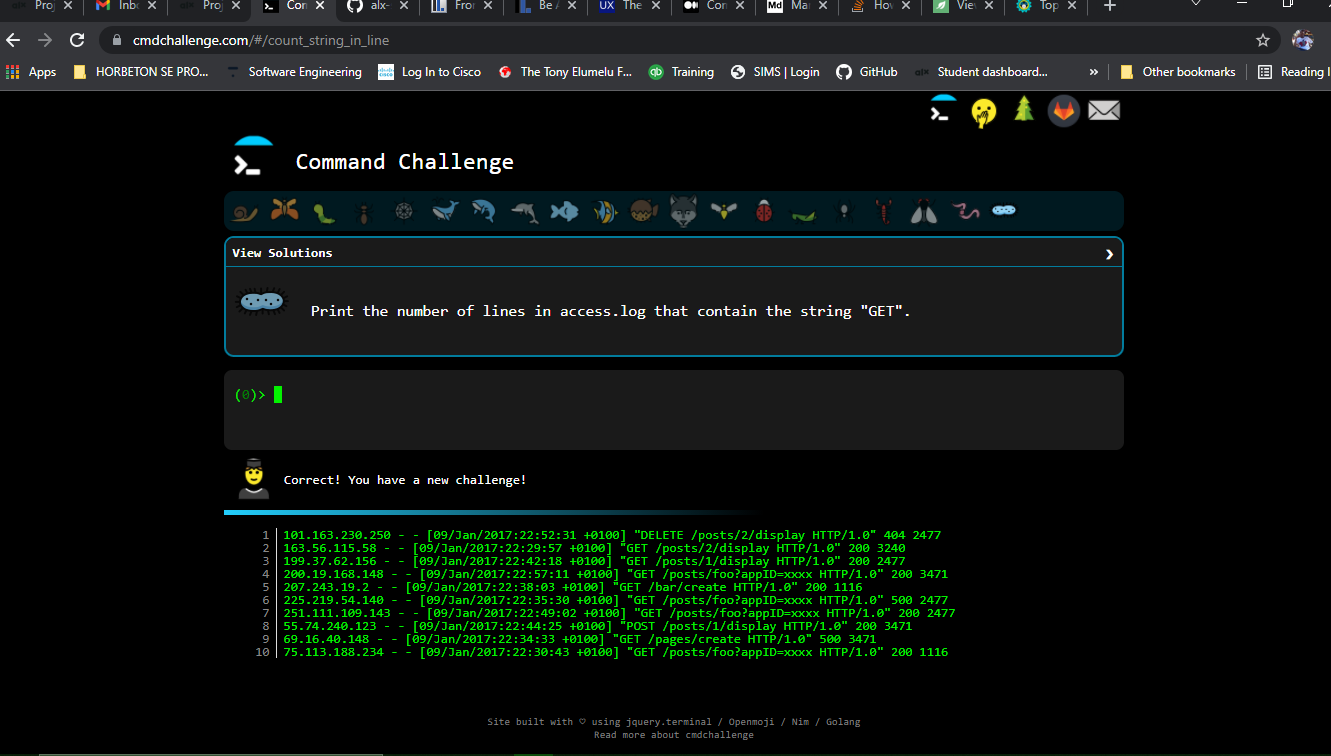 Proj Inbo Proj Con alx- Fron Be A UX The Con Md Mar Hov Viev Top
cmdchallenge.com/#/count_string_in_line
Apps HORBETON SE PRO... Software Engineering Log In to Cisco The Tony Elumelu F... qb Training SIMS | Login GitHub Student dashboard... » Other bookmarks Reading l
Command Challenge
View Solutions
Print the number of lines in access.log that contain the string "GET".
(0)>
Correct! You have a new challenge!
1 101.163.230.250 - - [09/Jan/2017:22:52:31 +0100] "DELETE /posts/2/display HTTP/1.0" 404 2477
2 163.56.115.58 - - [09/Jan/2017:22:29:57 +0100] "GET /posts/2/display HTTP/1.0" 200 3240
3 199.37.62.156 - - [09/Jan/2017:22:42:18 +0100] "GET /posts/1/display HTTP/1.0" 200 2477
4 200.19.168.148 - - [09/Jan/2017:22:57:11 +0100] "GET /posts/foo?appID=xxxx HTTP/1.0" 200 3471
5 207.243.19.2 - - [09/Jan/2017:22:38:03 +0100] "GET /bar/create HTTP/1.0" 200 1116
6 225.219.54.140 - - [09/Jan/2017:22:35:30 +0100] "GET /posts/foo?appID=xxxx HTTP/1.0" 500 2477
7 251.111.109.143 - - [09/Jan/2017:22:49:02 +0100] "GET /posts/foo?appID=xxxx HTTP/1.0" 200 2477
8 55.74.240.123 - - [09/Jan/2017:22:44:25 +0100] "POST /posts/1/display HTTP/1.0" 200 3471
9 69.16.40.148 - - [09/Jan/2017:22:34:33 +0100] "GET /pages/create HTTP/1.0" 500 3471
10 75.113.188.234 - - [09/Jan/2017:22:30:43 +0100] "GET /posts/foo?appID=xxxx HTTP/1.0" 200 1116
Site built with ♡ using jquery.terminal / Openmoji / Nim / Golang
Read more about cmdchallenge